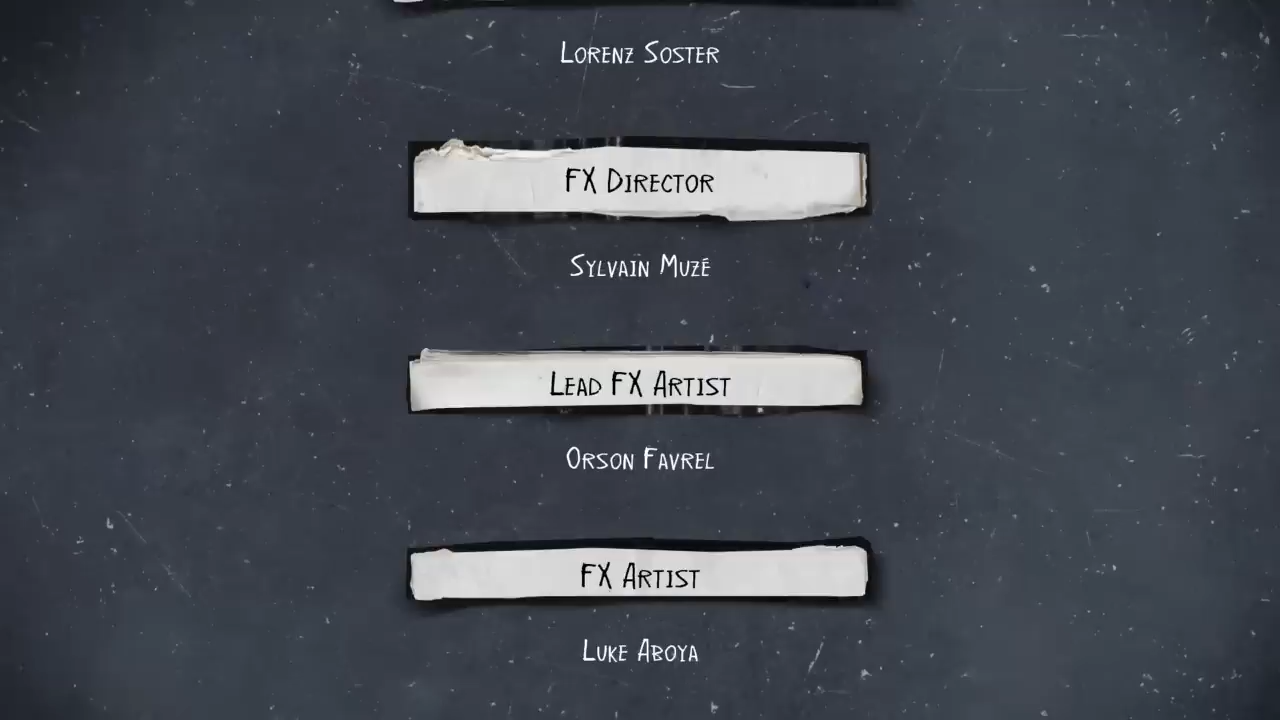 Lorenz Soster
FX Director
Sylvain Muzé
Lead FX Artist
Orson Favrel
FX Artist
Luke Aboya